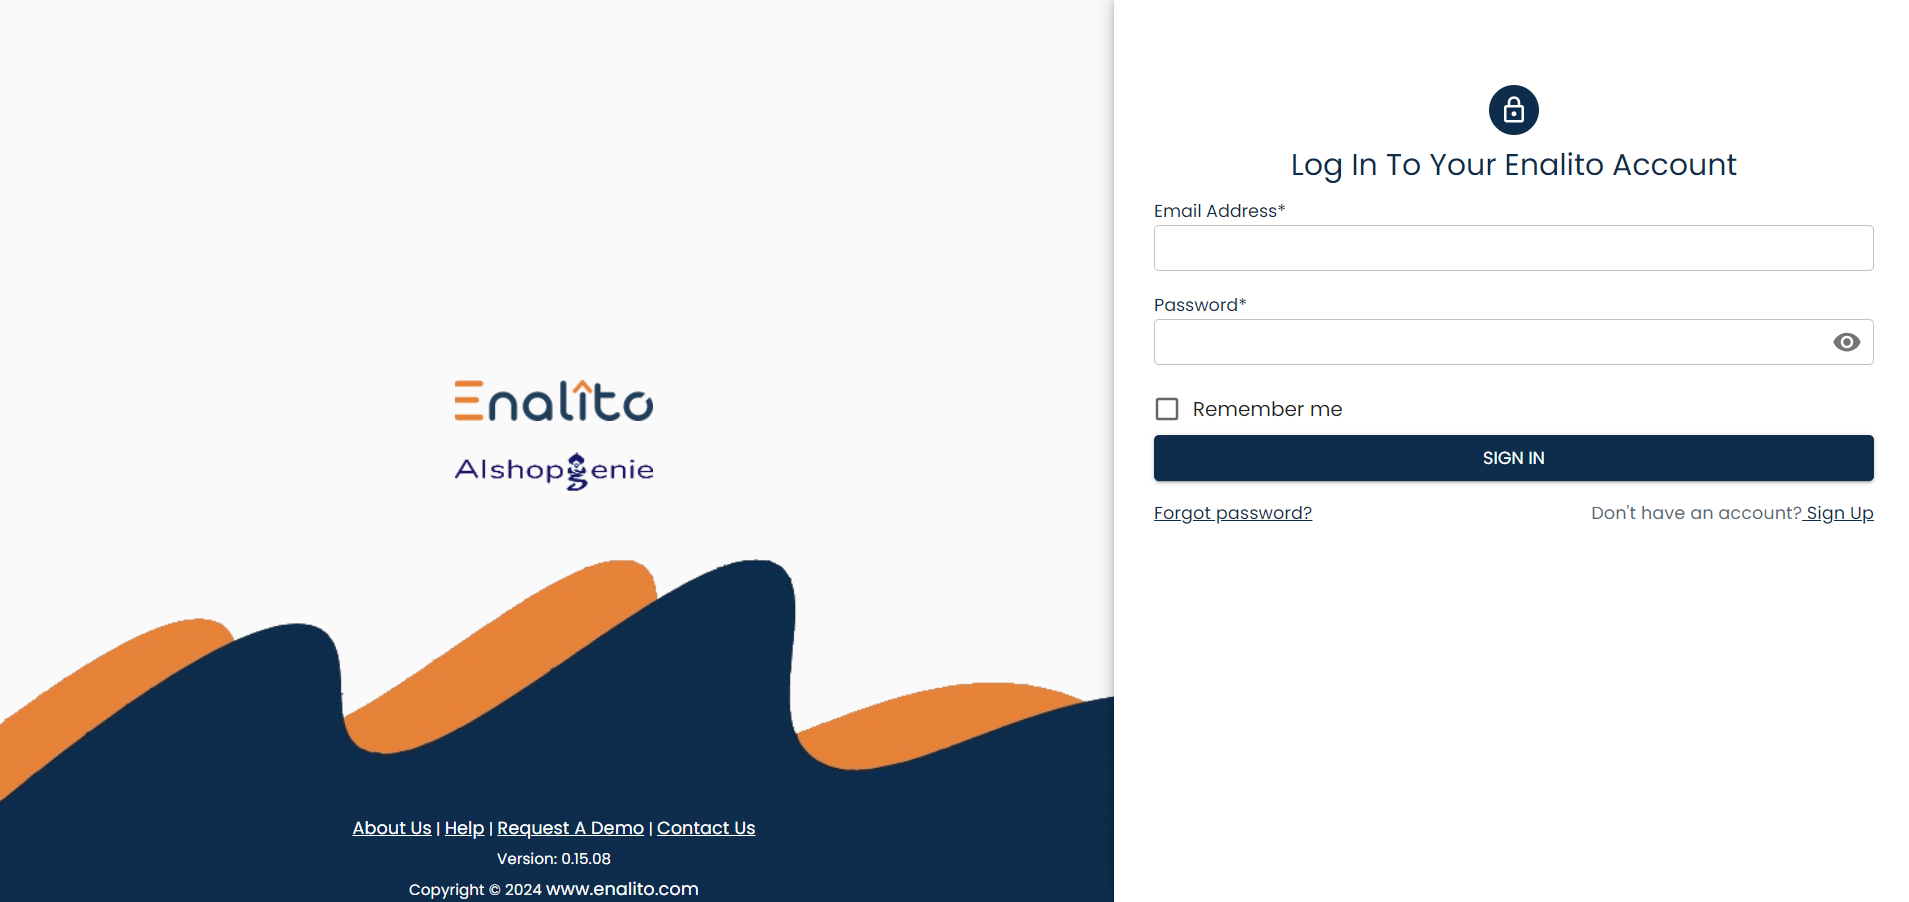 Enalito
AIshopgenie
About Us | Help | Request A Demo | Contact Us
Version: 0.15.08
Copyright © 2024 www.enalito.com
Log In To Your Enalito Account
Email Address*
Password*
Remember me
SIGN IN
Forgot password?
Don't have an account? Sign Up